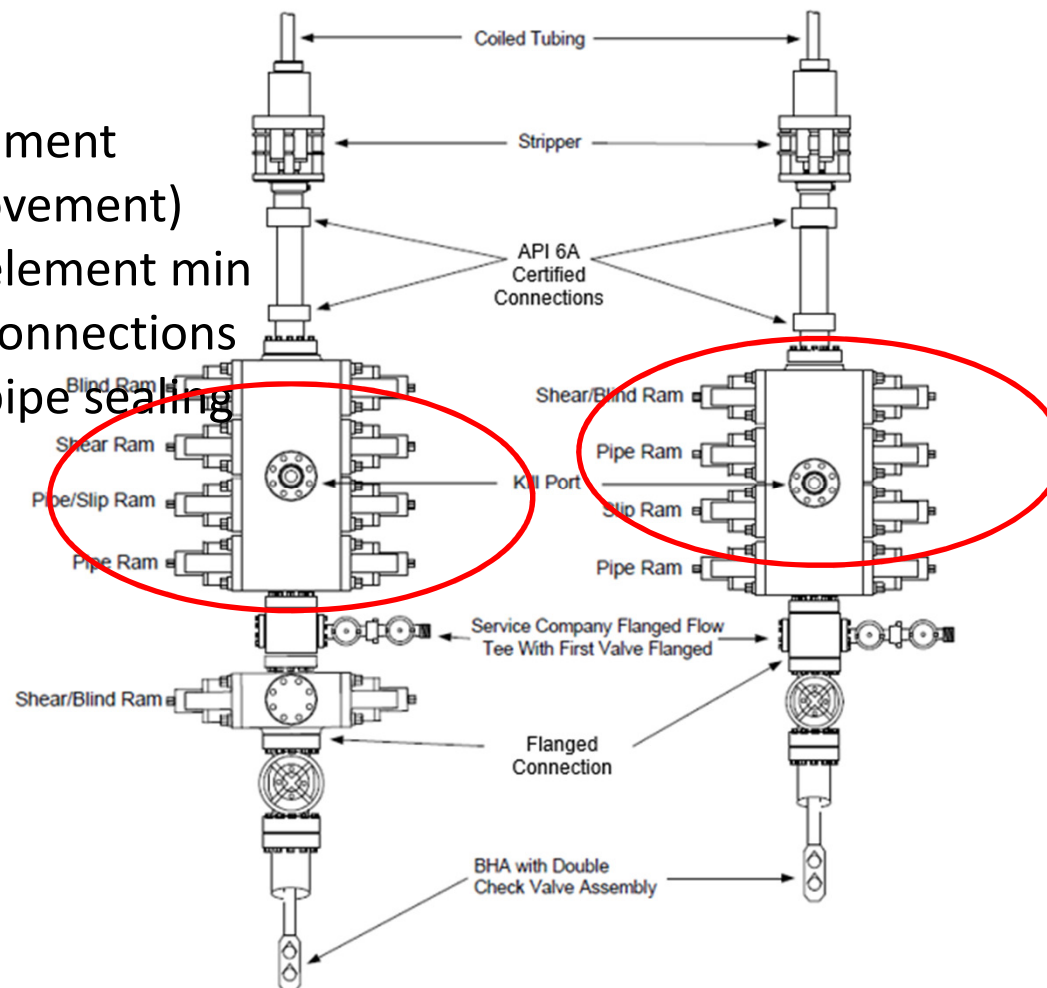 Coiled Tubing
Stripper
ment
ovement)
element min
onnections
pipe sealing
API 6A
Certified
Connections
Blind Ram
Shear Ram
Pipe/Slip Ram
Pipe Ram
Kill Port
Shear/Blind Ram
Pipe Ram
Slip Ram
Pipe Ram
Service Company Flanged Flow
Tee With First Valve Flanged
Shear/Blind Ram
Flanged
Connection
BHA with Double
Check Valve Assembly